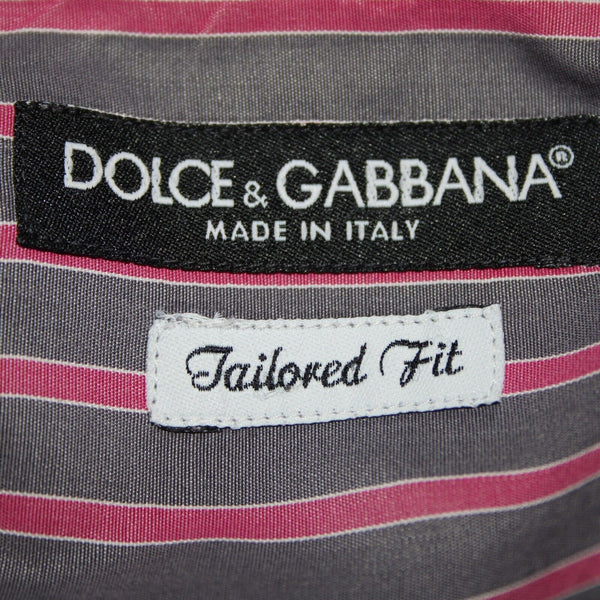 DOLCE & GABBANA®
MADE IN ITALY
Tailored Fit